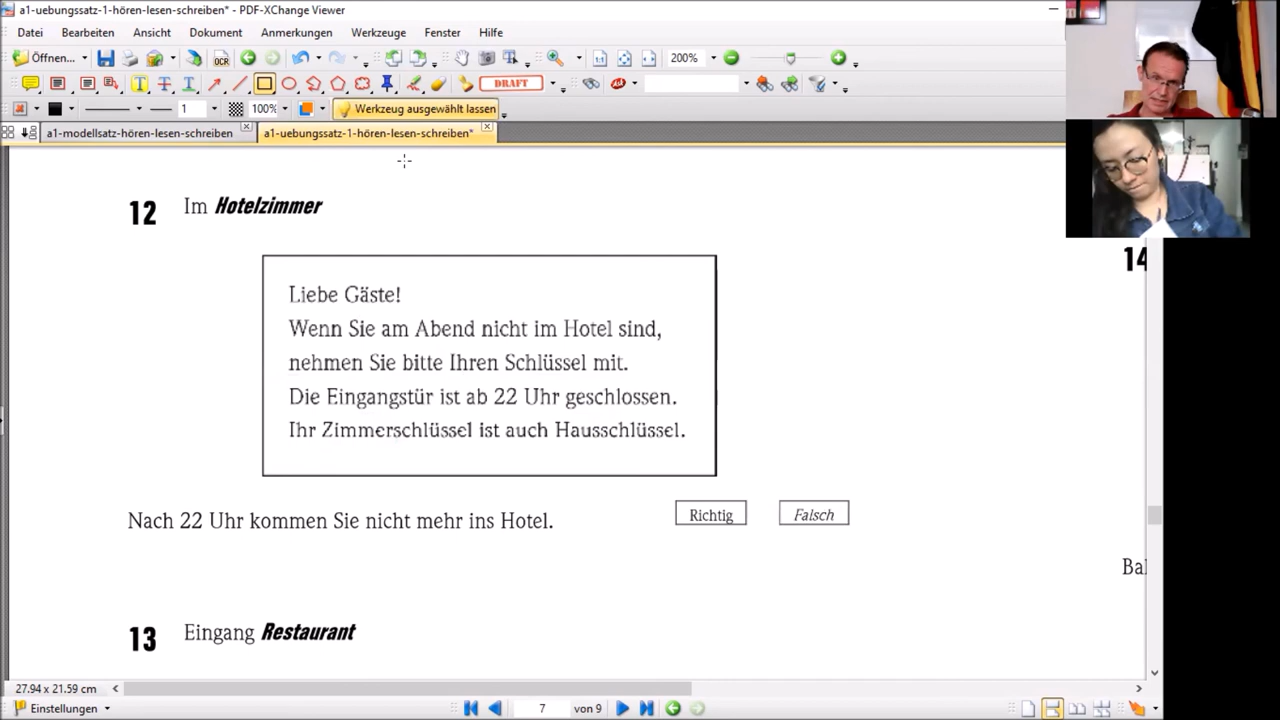 a1-uebungssatz-1-hören-lesen-schreiben* - PDF-XChange Viewer
Datei Bearbeiten Ansicht Dokument Anmerkungen Werkzeuge Fenster Hilfe
Öffnen... OCR 200%
DRAFT
1 100% Werkzeug ausgewählt lassen
a1-modellsatz-hören-lesen-schreiben a1-uebungssatz-1-hören-lesen-schreiben*
12 Im Hotelzimmer
14
Liebe Gäste!
Wenn Sie am Abend nicht im Hotel sind,
nehmen Sie bitte Ihren Schlüssel mit.
Die Eingangstür ist ab 22 Uhr geschlossen.
Ihr Zimmerschlüssel ist auch Hausschlüssel.
Nach 22 Uhr kommen Sie nicht mehr ins Hotel. Richtig Falsch
13 Eingang Restaurant
27.94 x 21.59 cm
Einstellungen 7 von 9